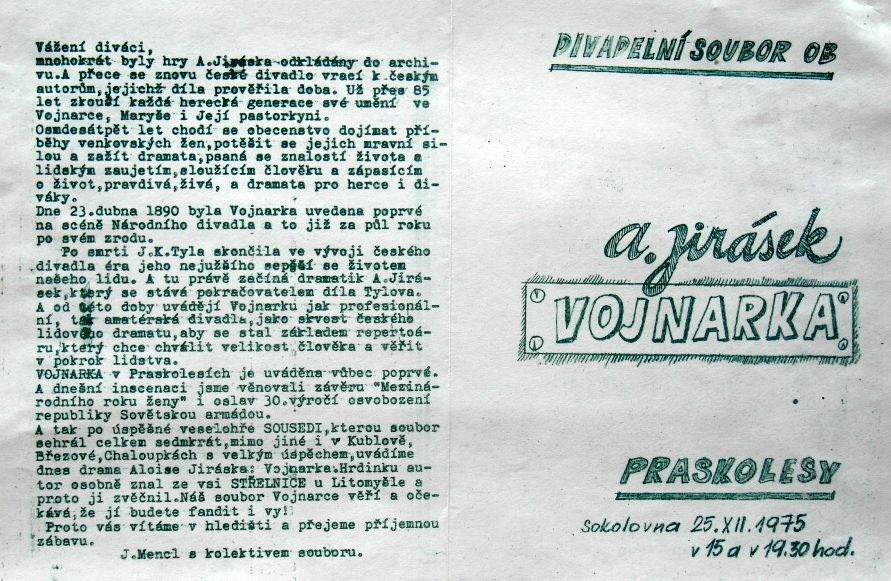 Vážení diváci,
mnohokrát byly hry A.Jiráska odkládány do archi-
vu.A přece se znovu české divadlo vrací k českým
autorům,jejichž díla prověřila doba. Už přes 85
let zkouší každá herecká generace své umění ve
Vojnarce, Maryše i Její pastorkyni.
Osmdesátpět let chodí se obecenstvo dojímat pří-
běhy venkovských žen,potěšit se jejich mravní si-
lou a zažít dramata,psaná se znalostí života a
lidským zaujetím,sloužícím člověku a zápasícím
o život,pravdivá,živá, a dramata pro herce i di-
váky.
Dne 23.dubna 1890 byla Vojnarka uvedena poprvé
na scéně Národního divadla a to již za půl roku
po svém zrodu.
Po smrti J.K.Tyla skončila ve vývoji českého
divadla éra jeho nejužšího sepětí se životem
našeho lidu. A tu právě začíná dramatik A.Jirá-
sek,který se stává pokračovatelem díla Tylova.
A od této doby uvádějí Vojnarku jak profesionál-
ní, tak amatérská divadla,jako skvost českého
lidového dramatu,aby se stal základem repertoá-
ru,který chce chválit velikost člověka a věřit
v pokrok lidstva.
VOJNARKA v Praskolesích je uváděna vůbec poprvé.
A dnešní inscenaci jsme věnovali závěru "Meziná-
rodního roku ženy" i oslav 30.výročí osvobození
republiky Sovětskou armádou.
A tak po úspěšné veselohře SOUSEDI,kterou soubor
sehrál celkem sedmkrát,mimo jiné i v Kublově,
Březové,Chaloupkách s velkým úspěchem,uvádíme
dnes drama Aloise Jiráska: Vojnarka.Hrdinku au-
tor osobně znal ze vsi STŘELNICE u Litomyšle a
proto ji zvěčnil.Náš soubor Vojnarce věří a oče-
kává,že jí budete fandit i vy!
Proto vás vítáme v hledišti a přejeme příjemnou
zábavu.
J.Mencl s kolektivem souboru.
DIVADELNÍ SOUBOR OB
a. jirásek
VOJNARKA
PRASKOLESY
sokolovna 25.XII.1975
v 15 a v 19.30 hod.